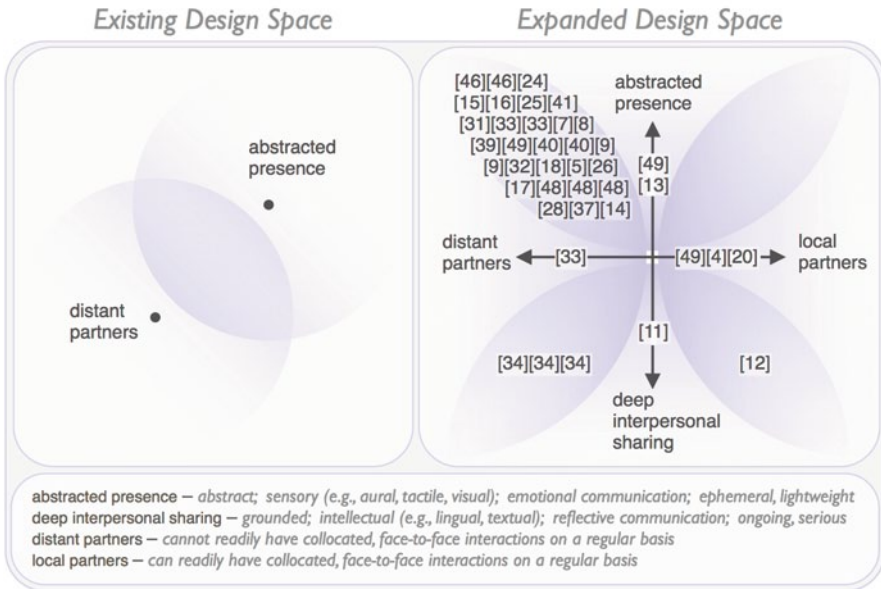 Existing Design Space
Expanded Design Space
abstracted
presence
distant
partners
[46][46][24]
[15][16][25][41]
[31][33][33][7][8]
[39][49][40][40][9]
[9][32][18][5][26]
[17][48][48][48]
[28][37][14]
abstracted
presence
[49]
[13]
distant
partners
[33]
[49][4][20]
local
partners
[11]
[34][34][34]
[12]
deep
interpersonal
sharing
abstracted presence – abstract; sensory (e.g., aural, tactile, visual); emotional communication; ephemeral, lightweight
deep interpersonal sharing – grounded; intellectual (e.g., lingual, textual); reflective communication; ongoing, serious
distant partners – cannot readily have collocated, face-to-face interactions on a regular basis
local partners – can readily have collocated, face-to-face interactions on a regular basis